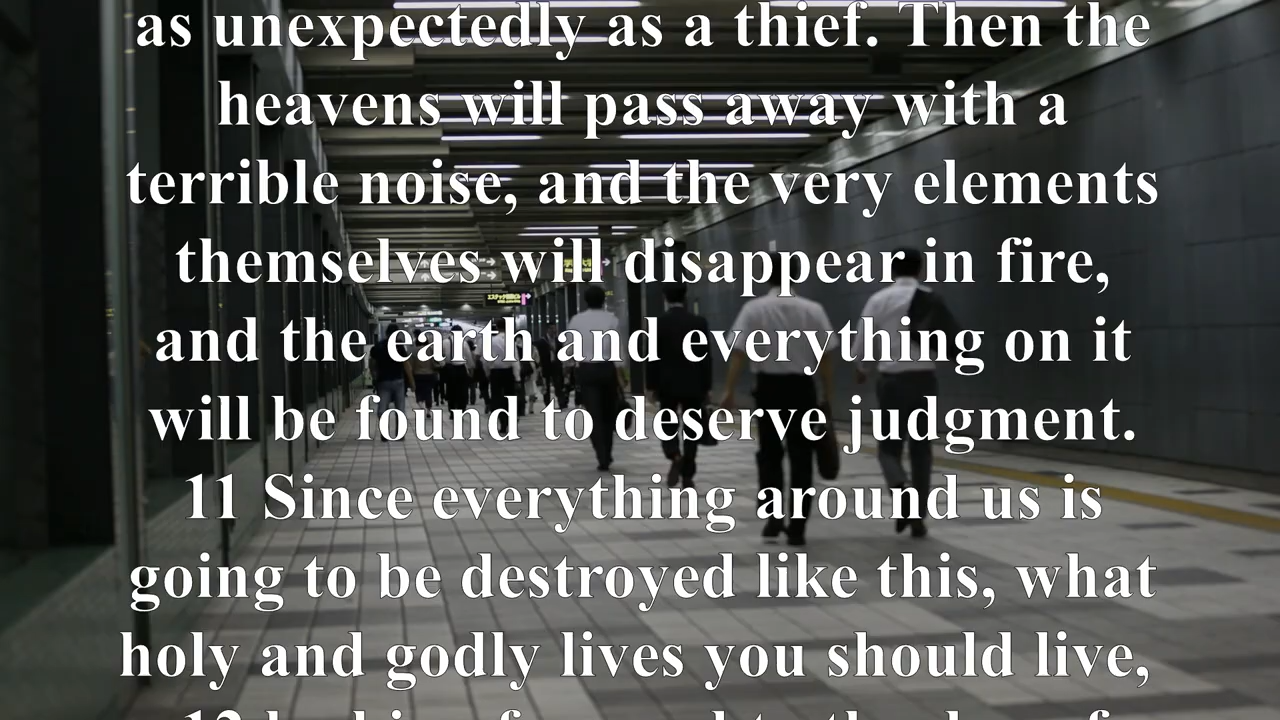 as unexpectedly as a thief. Then the
heavens will pass away with a
terrible noise, and the very elements
themselves will disappear in fire,
and the earth and everything on it
will be found to deserve judgment.
11 Since everything around us is
going to be destroyed like this, what
holy and godly lives you should live,